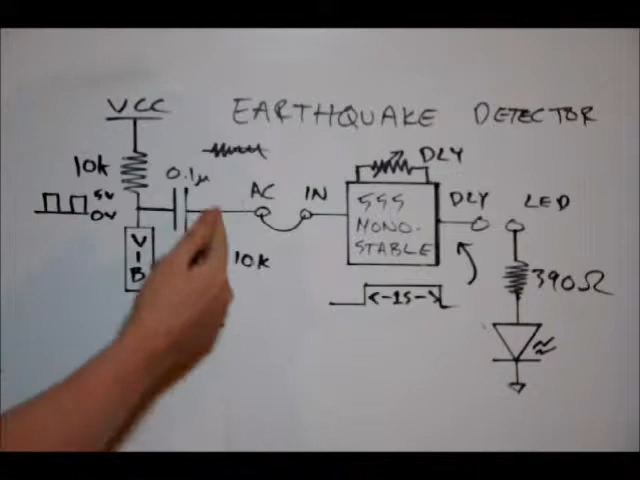 VCC
EARTHQUAKE DETECTOR
10k
0.1µ
DLY
5V
0V
AC
IN
555
MONO-
STABLE
DLY
LED
VIB
10K
390Ω
<-1S->